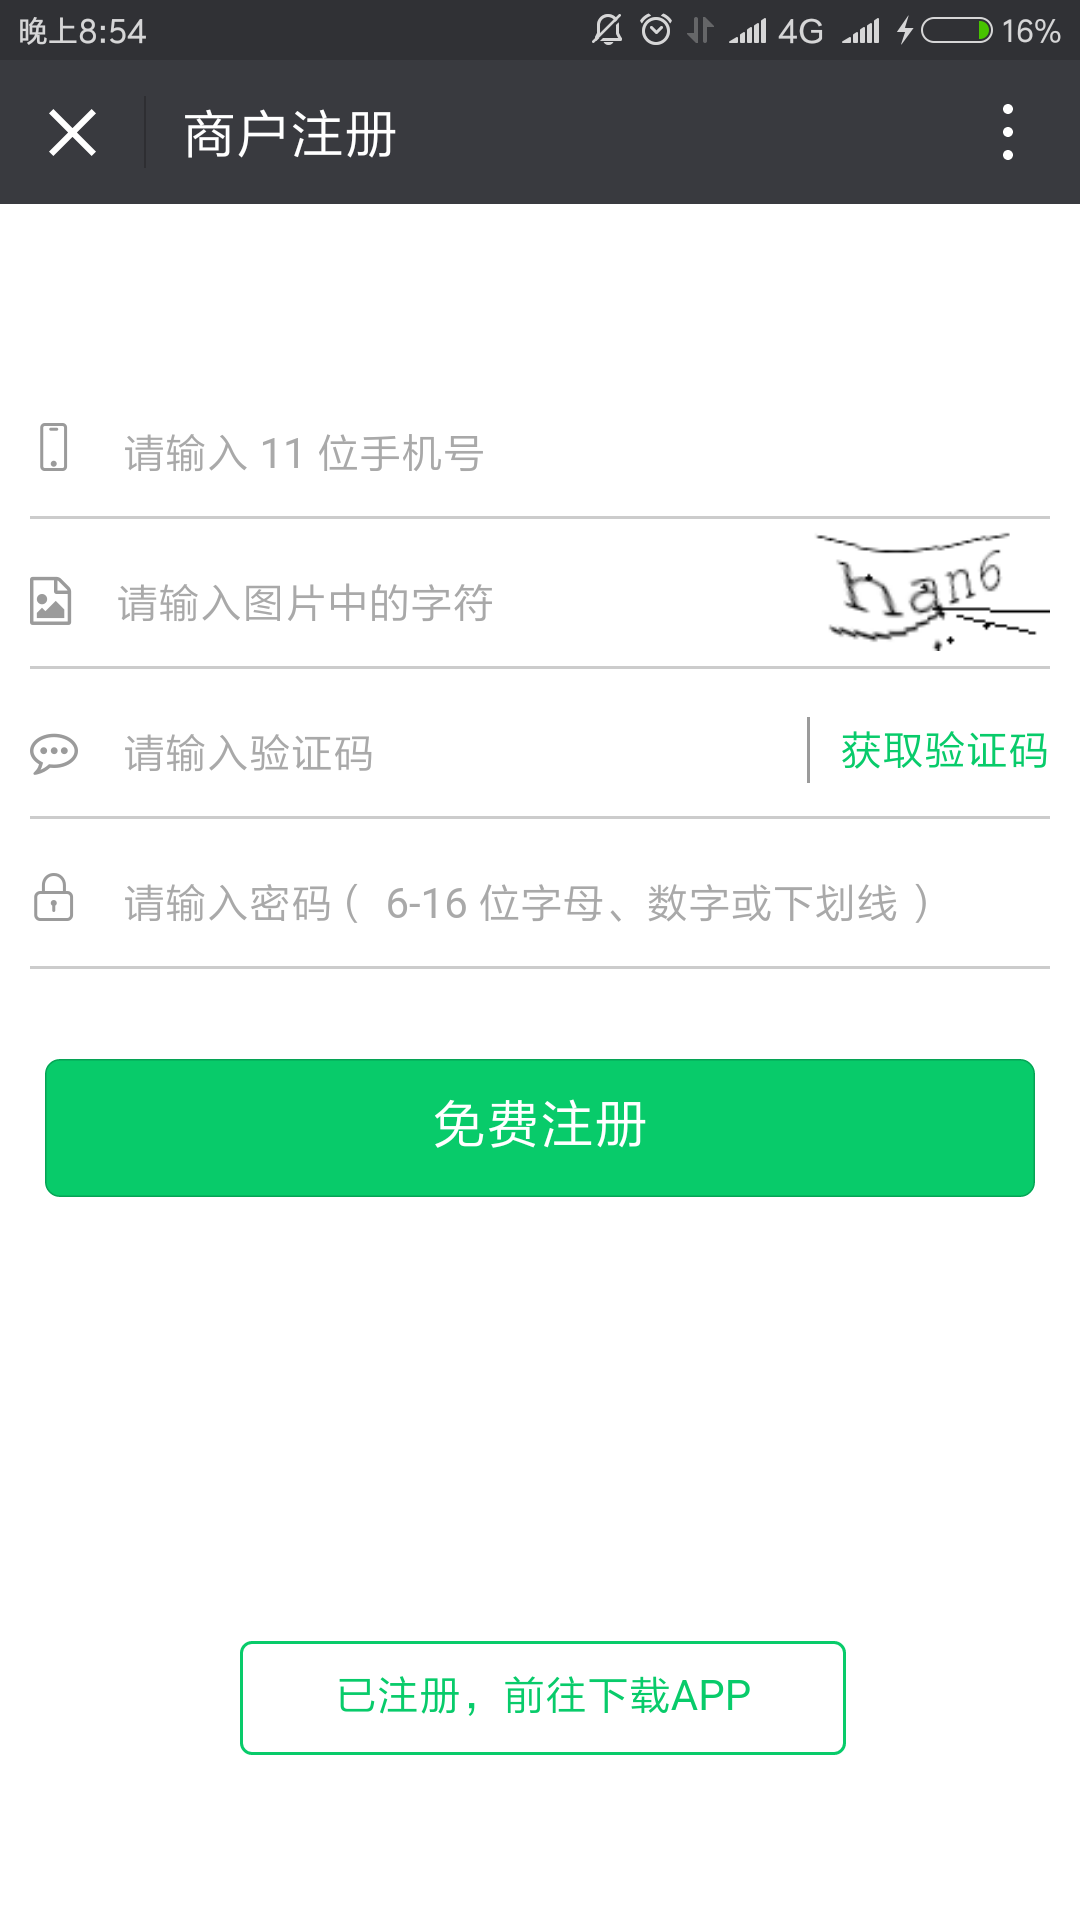 晚上8:54 4G 16%
商户注册
请输入 11 位手机号
请输入图片中的字符 han6
请输入验证码 获取验证码
请输入密码（ 6-16 位字母、数字或下划线 ）
免费注册
已注册，前往下载APP